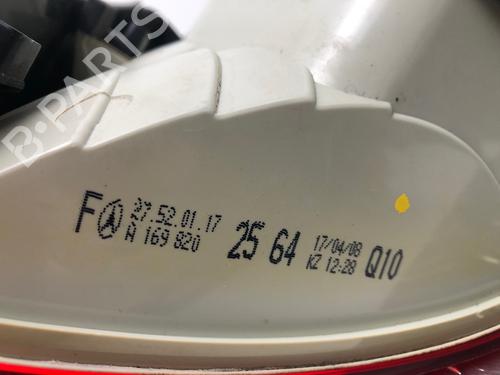 B-PARTS
F 37.52.01.17
A 169 820 25 64
17/04/08
KZ 12:28 Q10